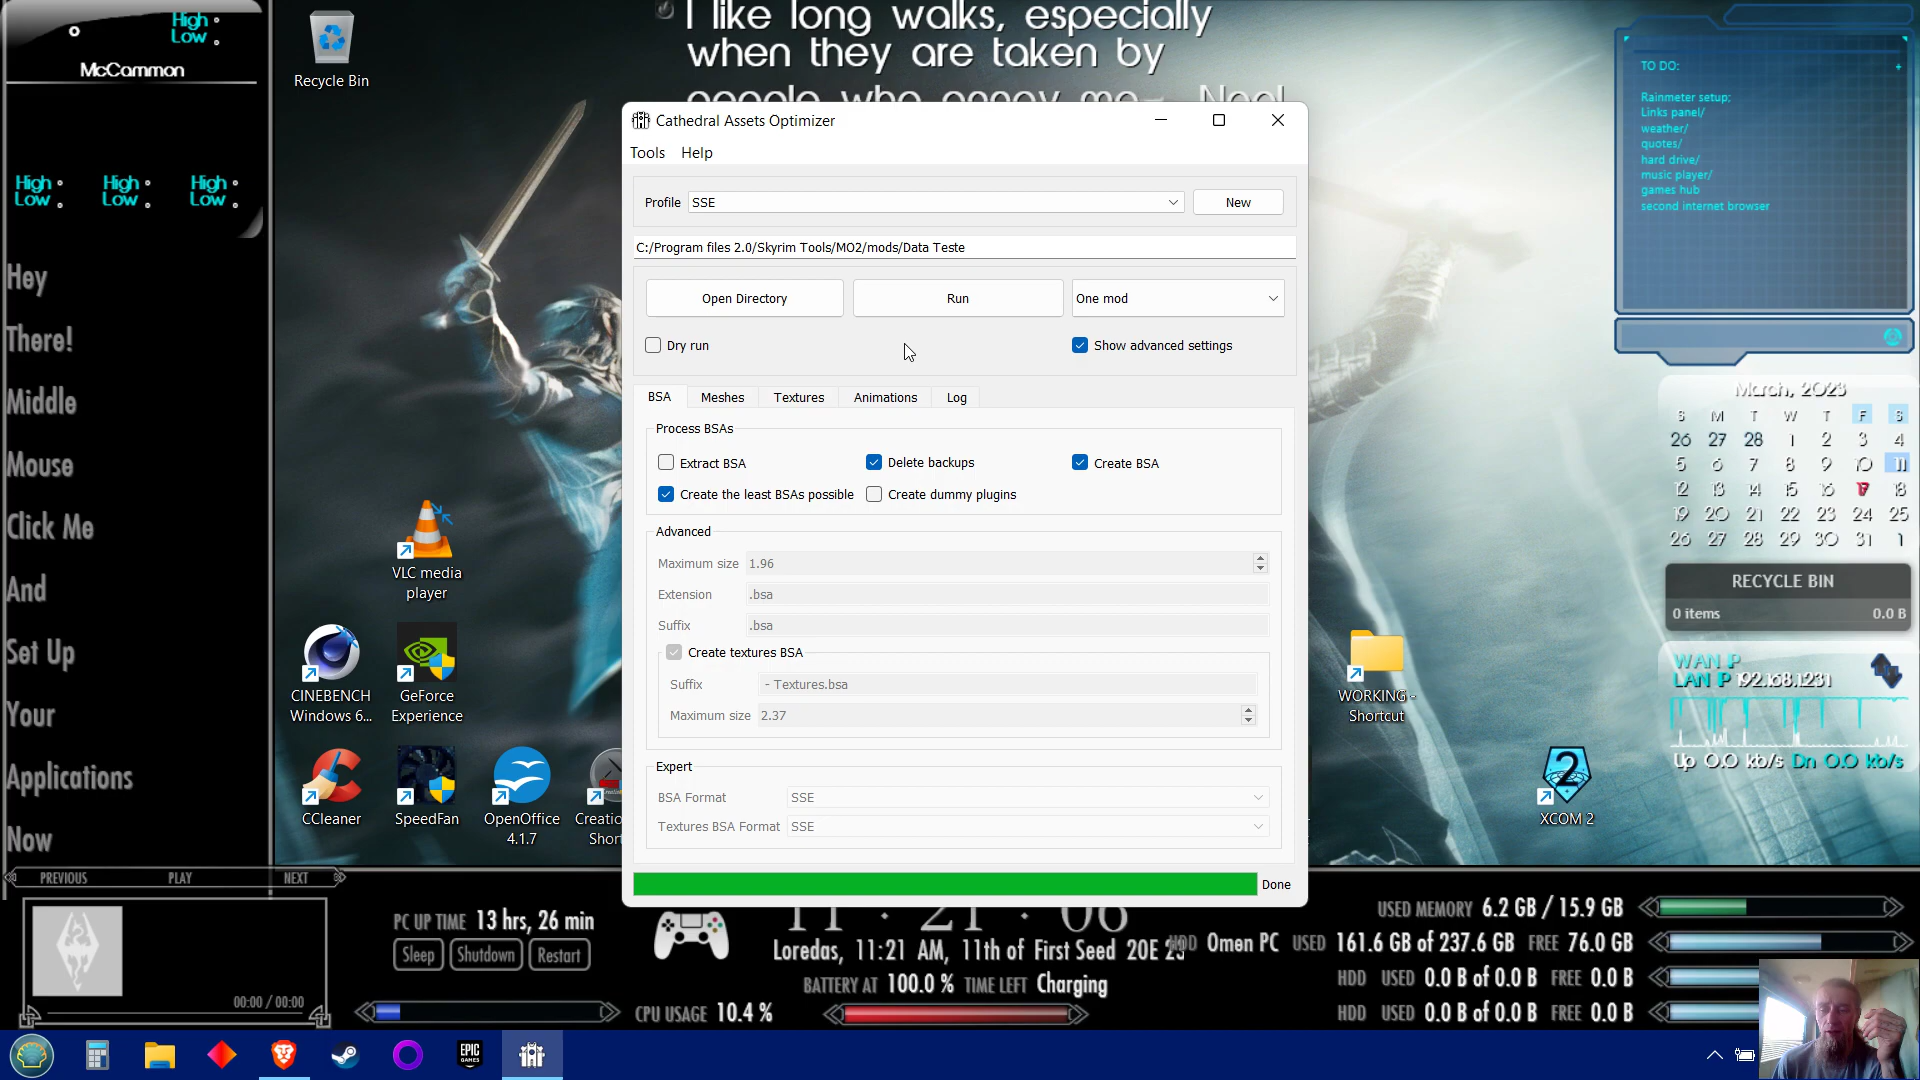 High
Low
McCammon
High
Low
High
Low
High
Low
Hey
There!
Middle
Mouse
Click Me
And
Set Up
Your
Applications
Now
PREVIOUS PLAY NEXT
00:00 / 00:00
Recycle Bin
I like long walks, especially
when they are taken by
people who annoy me
VLC media
player
CINEBENCH
Windows 6...
GeForce
Experience
CCleaner
SpeedFan
OpenOffice
4.1.7
Cathedral Assets Optimizer
Tools Help
Profile SSE New
C:/Program files 2.0/Skyrim Tools/MO2/mods/Data Teste
Open Directory Run One mod
Dry run Show advanced settings
BSA Meshes Textures Animations Log
Process BSAs
Extract BSA Delete backups Create BSA
Create the least BSAs possible Create dummy plugins
Advanced
Maximum size 1.96
Extension .bsa
Suffix .bsa
Create textures BSA
Suffix - Textures.bsa
Maximum size 2.37
Expert
BSA Format SSE
Textures BSA Format SSE
Done
WORKING -
Shortcut
2
XCOM 2
TO DO: +
Rainmeter setup;
Links panel/
weather/
quotes/
hard drive/
music player/
games hub
second internet browser
March, 2023
S M T W T F S
26 27 28 1 2 3 4
5 6 7 8 9 10 11
12 13 14 15 16 17 18
19 20 21 22 23 24 25
26 27 28 29 30 31 1
RECYCLE BIN
0 items 0.0 B
WAN IP
LAN IP 192.168.1.231
Up 0.0 kb/s Dn 0.0 kb/s
PC UP TIME 13 hrs, 26 min
Sleep Shutdown Restart
11 : 21 : 06
Loredas, 11:21 AM, 11th of First Seed 20E 23
BATTERY AT 100.0 % TIME LEFT Charging
CPU USAGE 10.4 %
USED MEMORY 6.2 GB / 15.9 GB
HDD Omen PC USED 161.6 GB of 237.6 GB FREE 76.0 GB
HDD USED 0.0 B of 0.0 B FREE 0.0 B
HDD USED 0.0 B of 0.0 B FREE 0.0 B
EPIC
GAMES